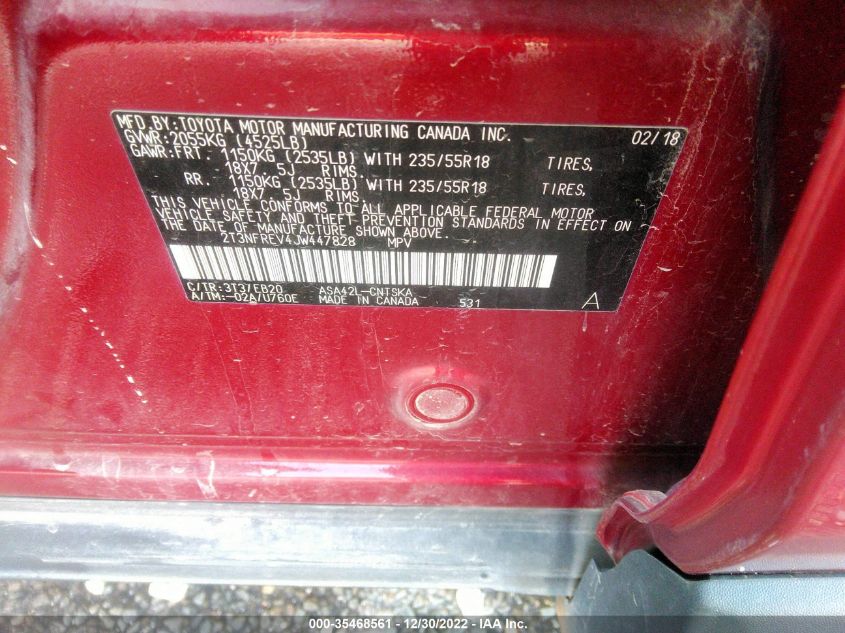 MFD.BY:TOYOTA MOTOR MANUFACTURING CANADA INC. 02/18
GVWR:2055KG (4525LB)
GAWR:FRT. 1150KG (2535LB) WITH 235/55R18 TIRES,
18X7 5J RIMS.
RR. 1150KG (2535LB) WITH 235/55R18 TIRES,
18X7 5J RIMS.
THIS VEHICLE CONFORMS TO ALL APPLICABLE FEDERAL MOTOR
VEHICLE SAFETY AND THEFT PREVENTION STANDARDS IN EFFECT ON
THE DATE OF MANUFACTURE SHOWN ABOVE.
2T3NFREV4JW447828 MPV
C/TR:3T37/EB20 ASA42L-CNTSKA
A/TM:-02A/U760E MADE IN CANADA 531 A
000-35468561 - 12/30/2022 - IAA Inc.